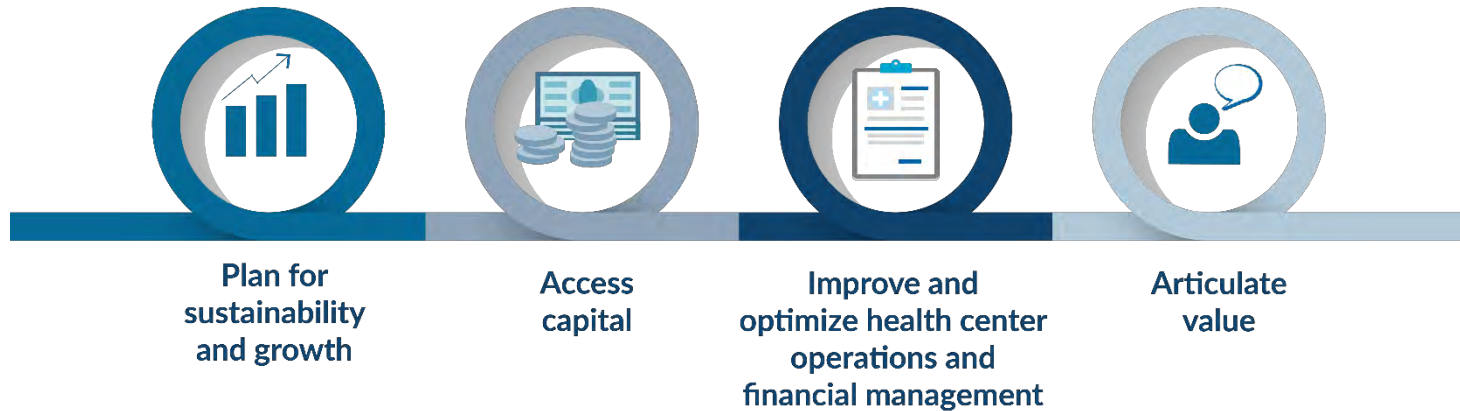 Plan for
sustainability
and growth
Access
capital
Improve and
optimize health center
operations and
financial management
Articulate
value